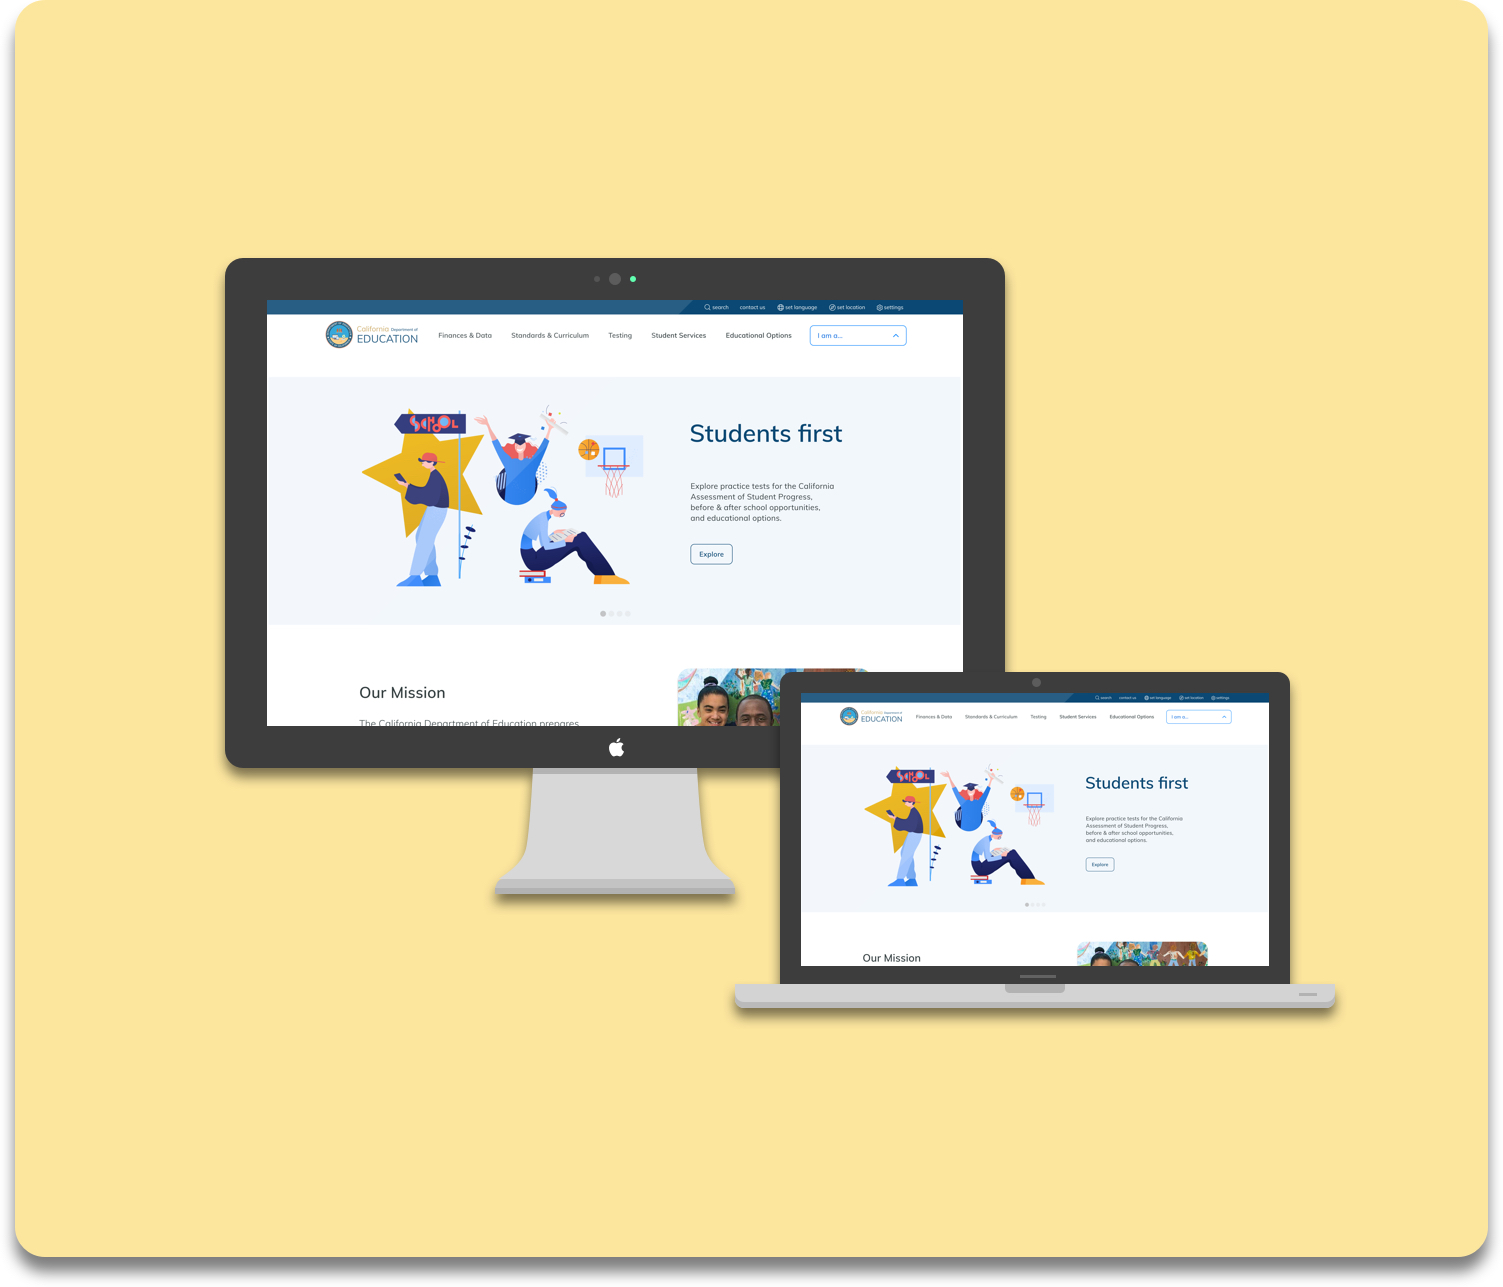 search contact us set language set location settings
California Department of
EDUCATION
Finances & Data Standards & Curriculum Testing Student Services Educational Options I am a...
SCHOOL
Students first
Explore practice tests for the California
Assessment of Student Progress,
before & after school opportunities,
and educational options.
Explore
Our Mission
The California Department of Education prepares
search contact us set language set location settings
California Department of
EDUCATION
Finances & Data Standards & Curriculum Testing Student Services Educational Options I am a...
SCHOOL
Students first
Explore practice tests for the California
Assessment of Student Progress,
before & after school opportunities,
and educational options.
Explore
Our Mission